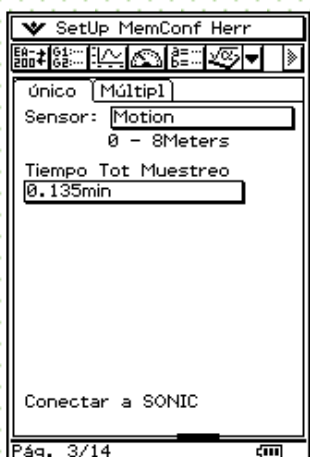 SetUp MemConf Herr
único Múltipl
Sensor: Motion
0 - 8Meters
Tiempo Tot Muestreo
0.135min
Conectar a SONIC
Pág. 3/14